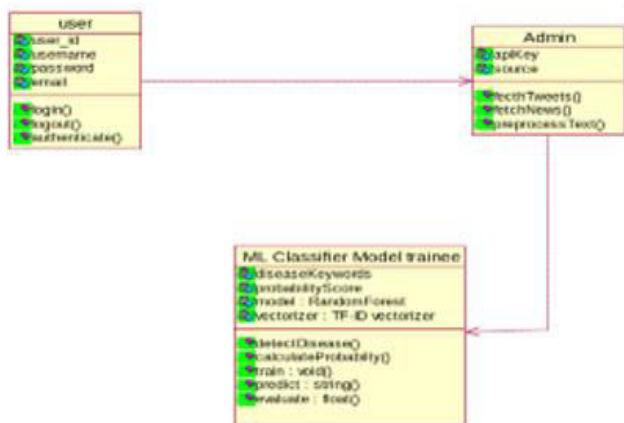 user
user_id
username
password
email
login()
logout()
authenticate()
Admin
apiKey
source
fecthTweets()
fetchNews()
preprocessText()
ML Classifier Model trainee
diseaseKeywords
probabilityScore
model : RandomForest
vectorizer : TF-ID vectorizer
detectDisease()
calculateProbability()
train : void()
predict : string()
evaluate : float()